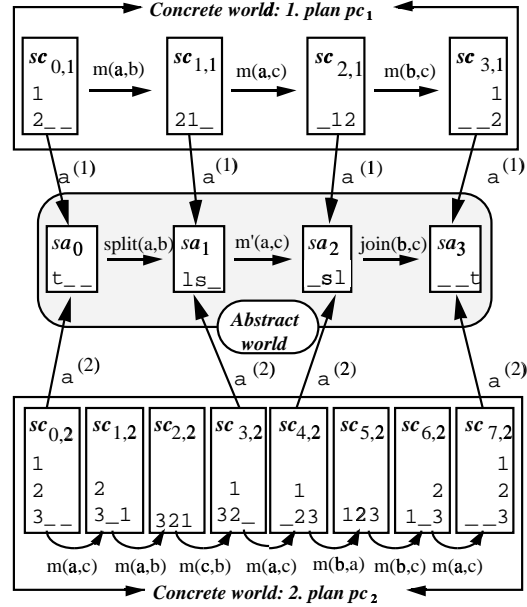 Concrete world: 1. plan pc1
sc0,1 m(a,b) sc1,1 m(a,c) sc2,1 m(b,c) sc3,1
1 1
2_ _ 21_ _12 _ _2
a(1) a(1) a(1) a(1)
sa0 split(a,b) sa1 m'(a,c) sa2 join(b,c) sa3
t_ _ ls_ _sl _ _t
Abstract
world
a(2) a(2) a(2) a(2)
sc0,2 sc1,2 sc2,2 sc3,2 sc4,2 sc5,2 sc6,2 sc7,2
1 1
2 2 1 1 2 2
3_ _ 3_1 321 32_ _23 123 1_3 _ _3
m(a,c) m(a,b) m(c,b) m(a,c) m(b,a) m(b,c) m(a,c)
Concrete world: 2. plan pc2